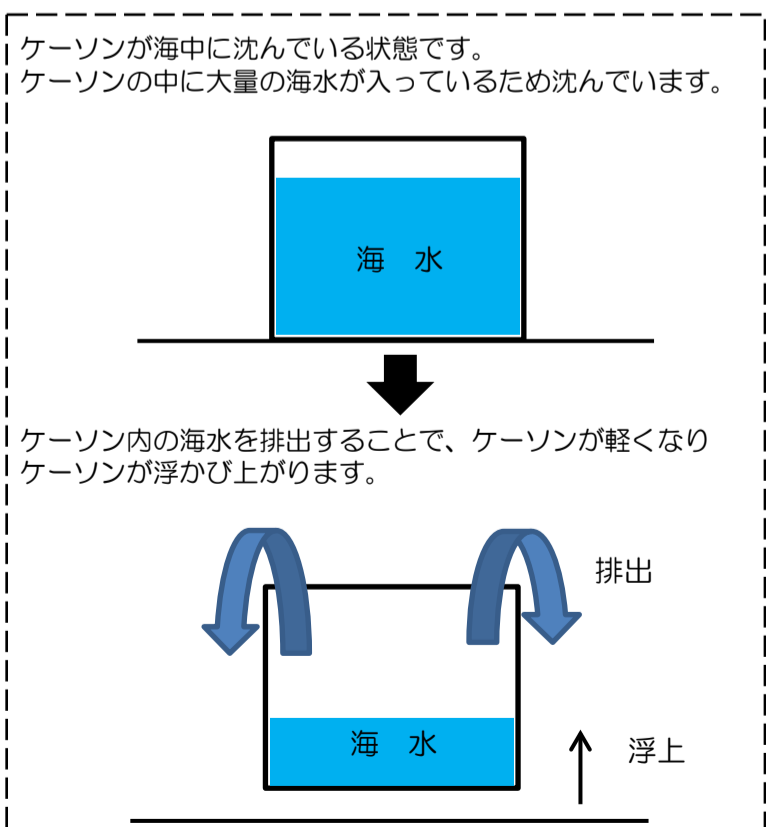 ケーソンが海中に沈んでいる状態です。
ケーソンの中に大量の海水が入っているため沈んでいます。
海　水
ケーソン内の海水を排出することで、ケーソンが軽くなり
ケーソンが浮かび上がります。
排出
海　水
浮上